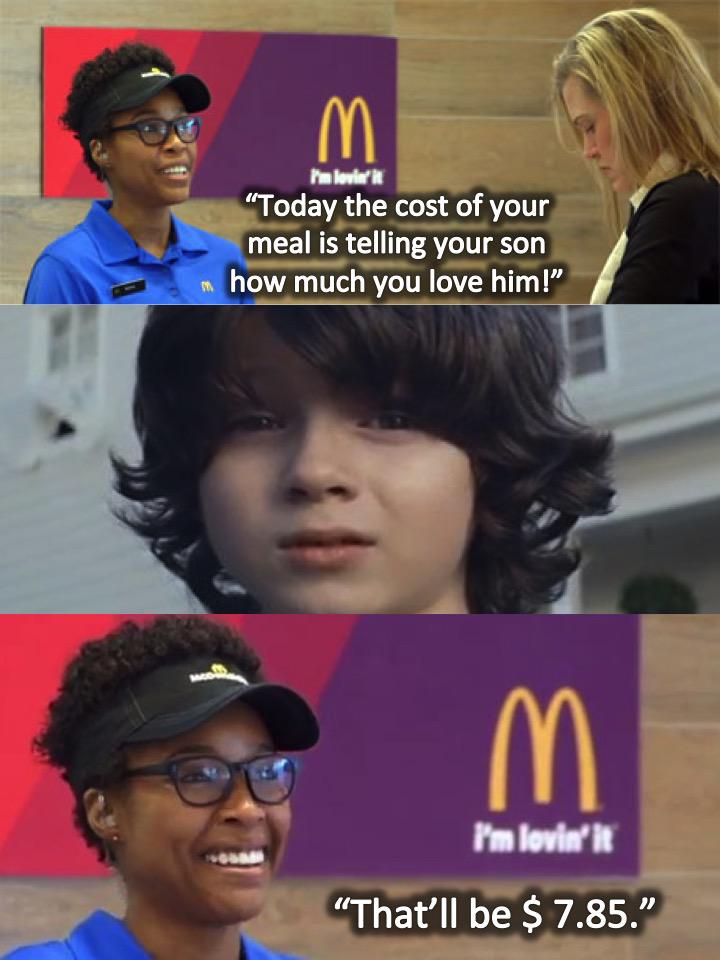 i'm lovin' it
“Today the cost of your
meal is telling your son
how much you love him!”
i'm lovin' it
“That’ll be $ 7.85.”